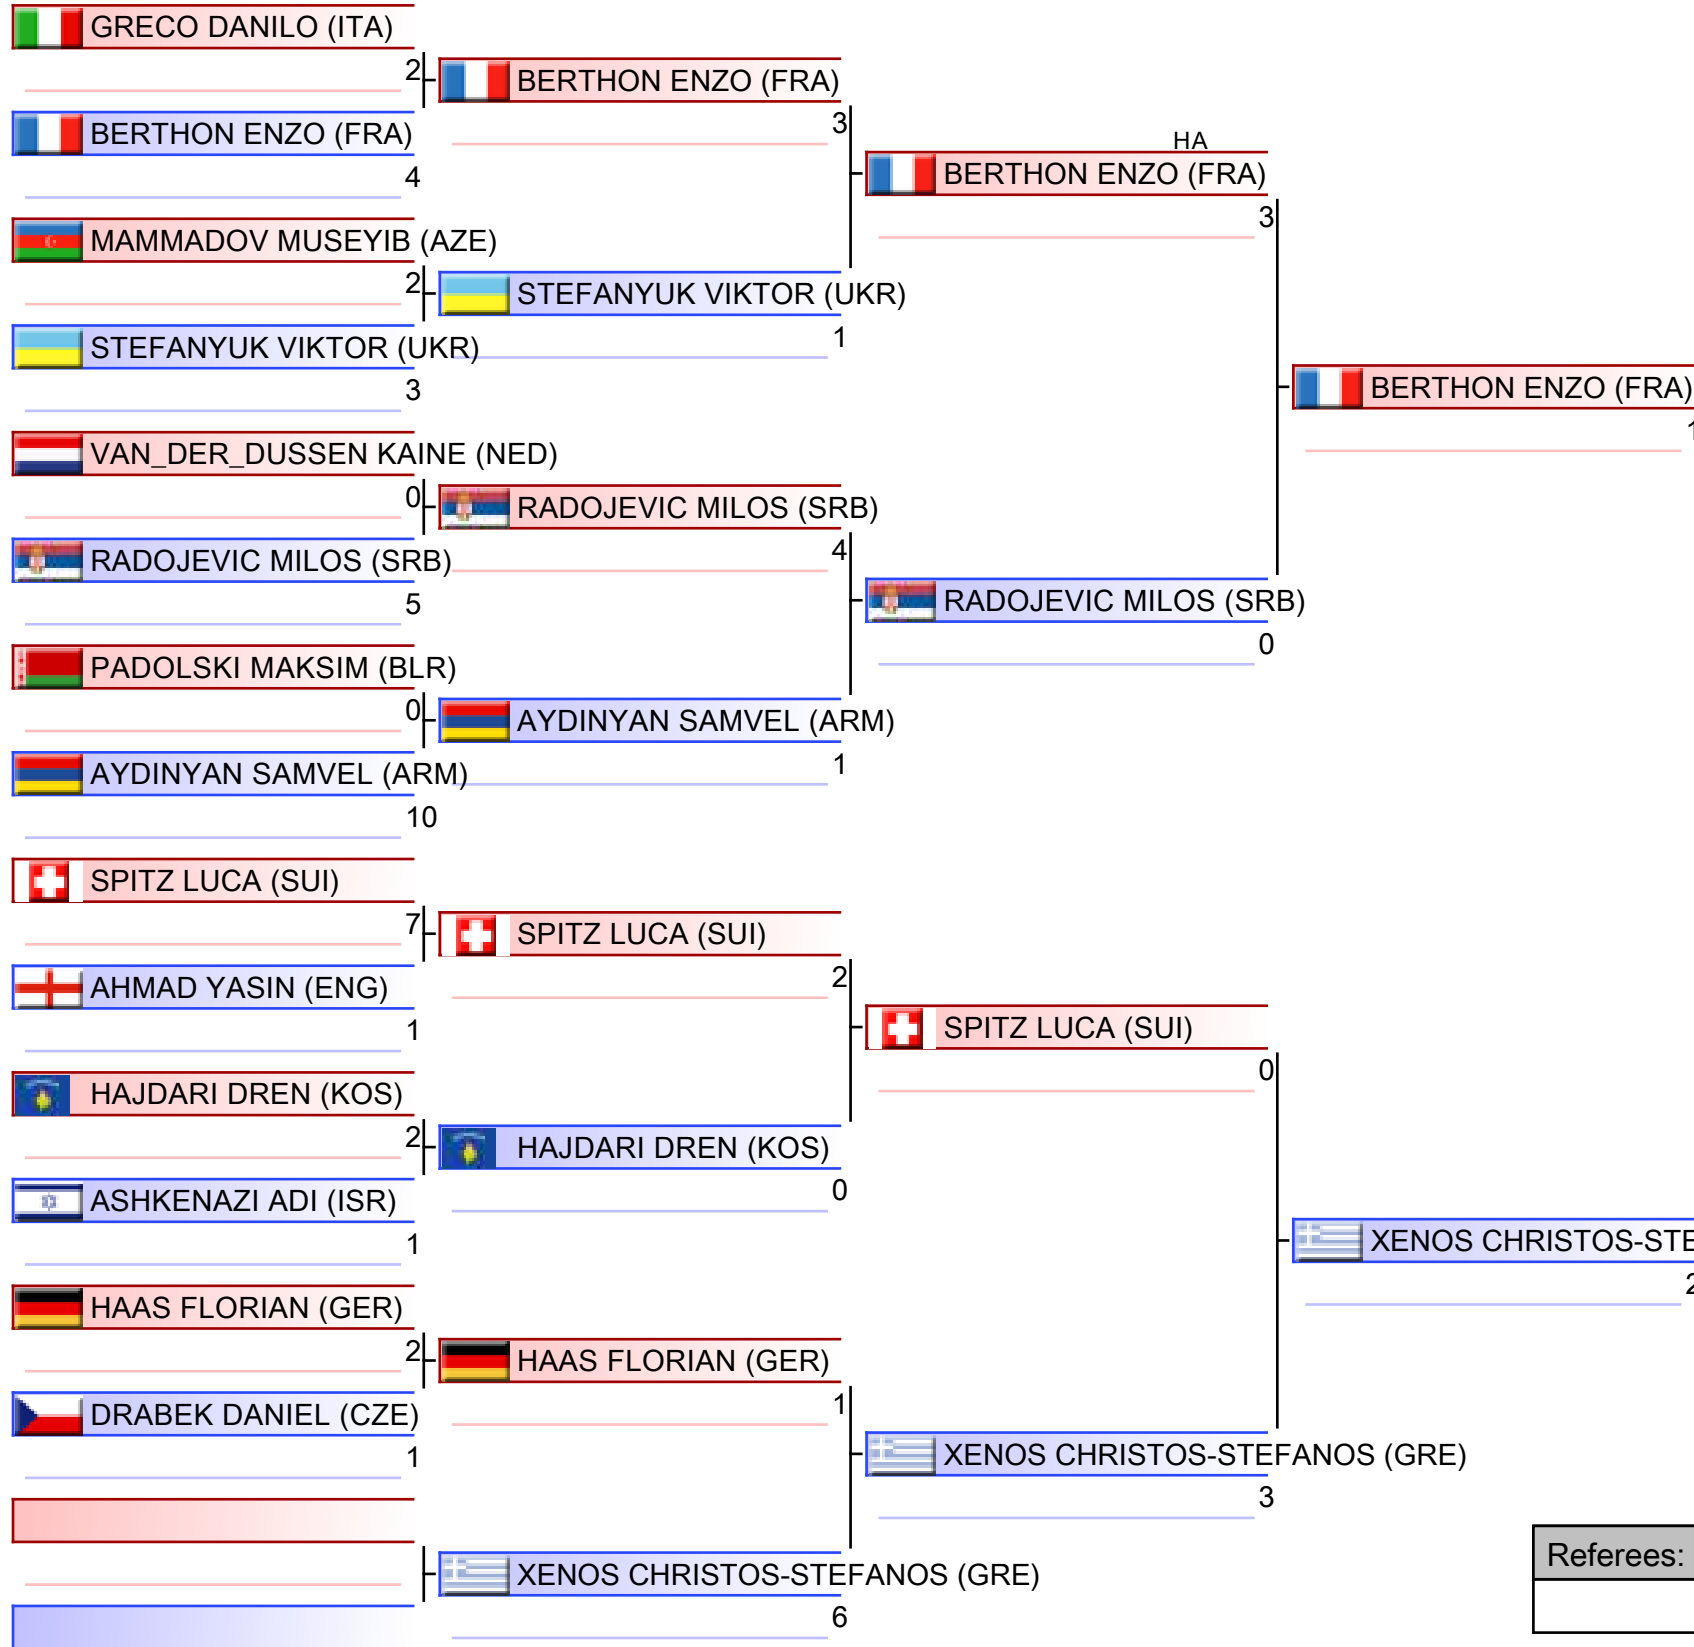 GRECO DANILO (ITA)
2
BERTHON ENZO (FRA)
4
MAMMADOV MUSEYIB (AZE)
2
STEFANYUK VIKTOR (UKR)
3
VAN_DER_DUSSEN KAINE (NED)
0
RADOJEVIC MILOS (SRB)
5
PADOLSKI MAKSIM (BLR)
0
AYDINYAN SAMVEL (ARM)
10
SPITZ LUCA (SUI)
7
AHMAD YASIN (ENG)
1
HAJDARI DREN (KOS)
2
ASHKENAZI ADI (ISR)
1
HAAS FLORIAN (GER)
2
DRABEK DANIEL (CZE)
1
BERTHON ENZO (FRA)
3
STEFANYUK VIKTOR (UKR)
1
RADOJEVIC MILOS (SRB)
4
AYDINYAN SAMVEL (ARM)
1
SPITZ LUCA (SUI)
2
HAJDARI DREN (KOS)
0
HAAS FLORIAN (GER)
1
XENOS CHRISTOS-STEFANOS (GRE)
6
HA
BERTHON ENZO (FRA)
3
RADOJEVIC MILOS (SRB)
0
SPITZ LUCA (SUI)
0
XENOS CHRISTOS-STEFANOS (GRE)
3
BERTHON ENZO (FRA)
1
XENOS CHRISTOS-STE
2
Referees: